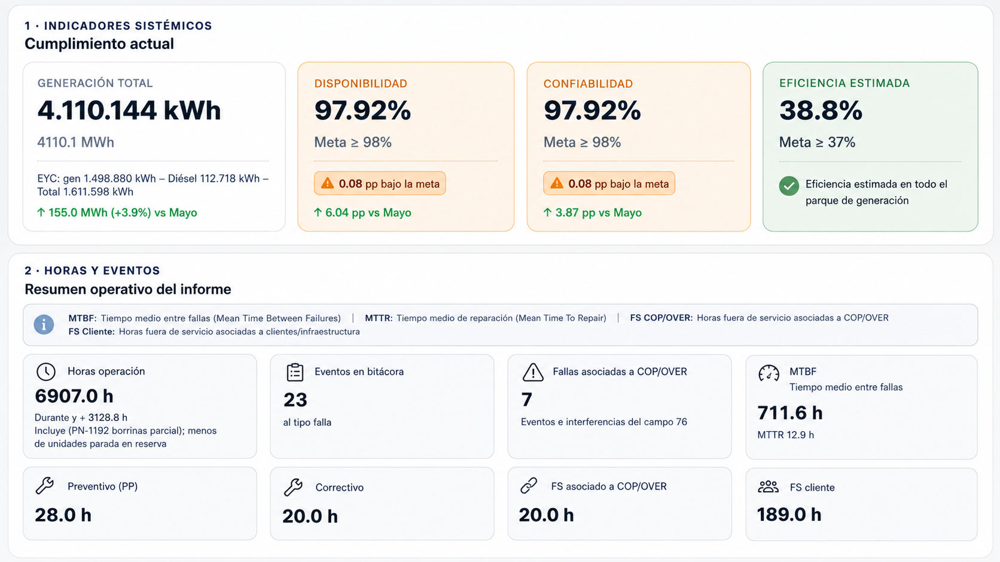 1 · INDICADORES SISTÉMICOS
Cumplimiento actual
GENERACIÓN TOTAL
4.110.144 kWh
4110.1 MWh
EYC: gen 1.498.880 kWh – Diésel 112.718 kWh –
Total 1.611.598 kWh
↑ 155.0 MWh (+3.9%) vs Mayo
DISPONIBILIDAD
97.92%
Meta ≥ 98%
0.08 pp bajo la meta
↑ 6.04 pp vs Mayo
CONFIABILIDAD
97.92%
Meta ≥ 98%
0.08 pp bajo la meta
↑ 3.87 pp vs Mayo
EFICIENCIA ESTIMADA
38.8%
Meta ≥ 37%
Eficiencia estimada en todo el
parque de generación
2 · HORAS Y EVENTOS
Resumen operativo del informe
MTBF: Tiempo medio entre fallas (Mean Time Between Failures) | MTTR: Tiempo medio de reparación (Mean Time To Repair) | FS COP/OVER: Horas fuera de servicio asociadas a COP/OVER
FS Cliente: Horas fuera de servicio asociadas a clientes/infraestructura
Horas operación
6907.0 h
Durante y + 3128.8 h
Incluye (PN-1192 borrinas parcial); menos
de unidades parada en reserva
Eventos en bitácora
23
al tipo falla
Fallas asociadas a COP/OVER
7
Eventos e interferencias del campo 76
MTBF
Tiempo medio entre fallas
711.6 h
MTTR 12.9 h
Preventivo (PP)
28.0 h
Correctivo
20.0 h
FS asociado a COP/OVER
20.0 h
FS cliente
189.0 h